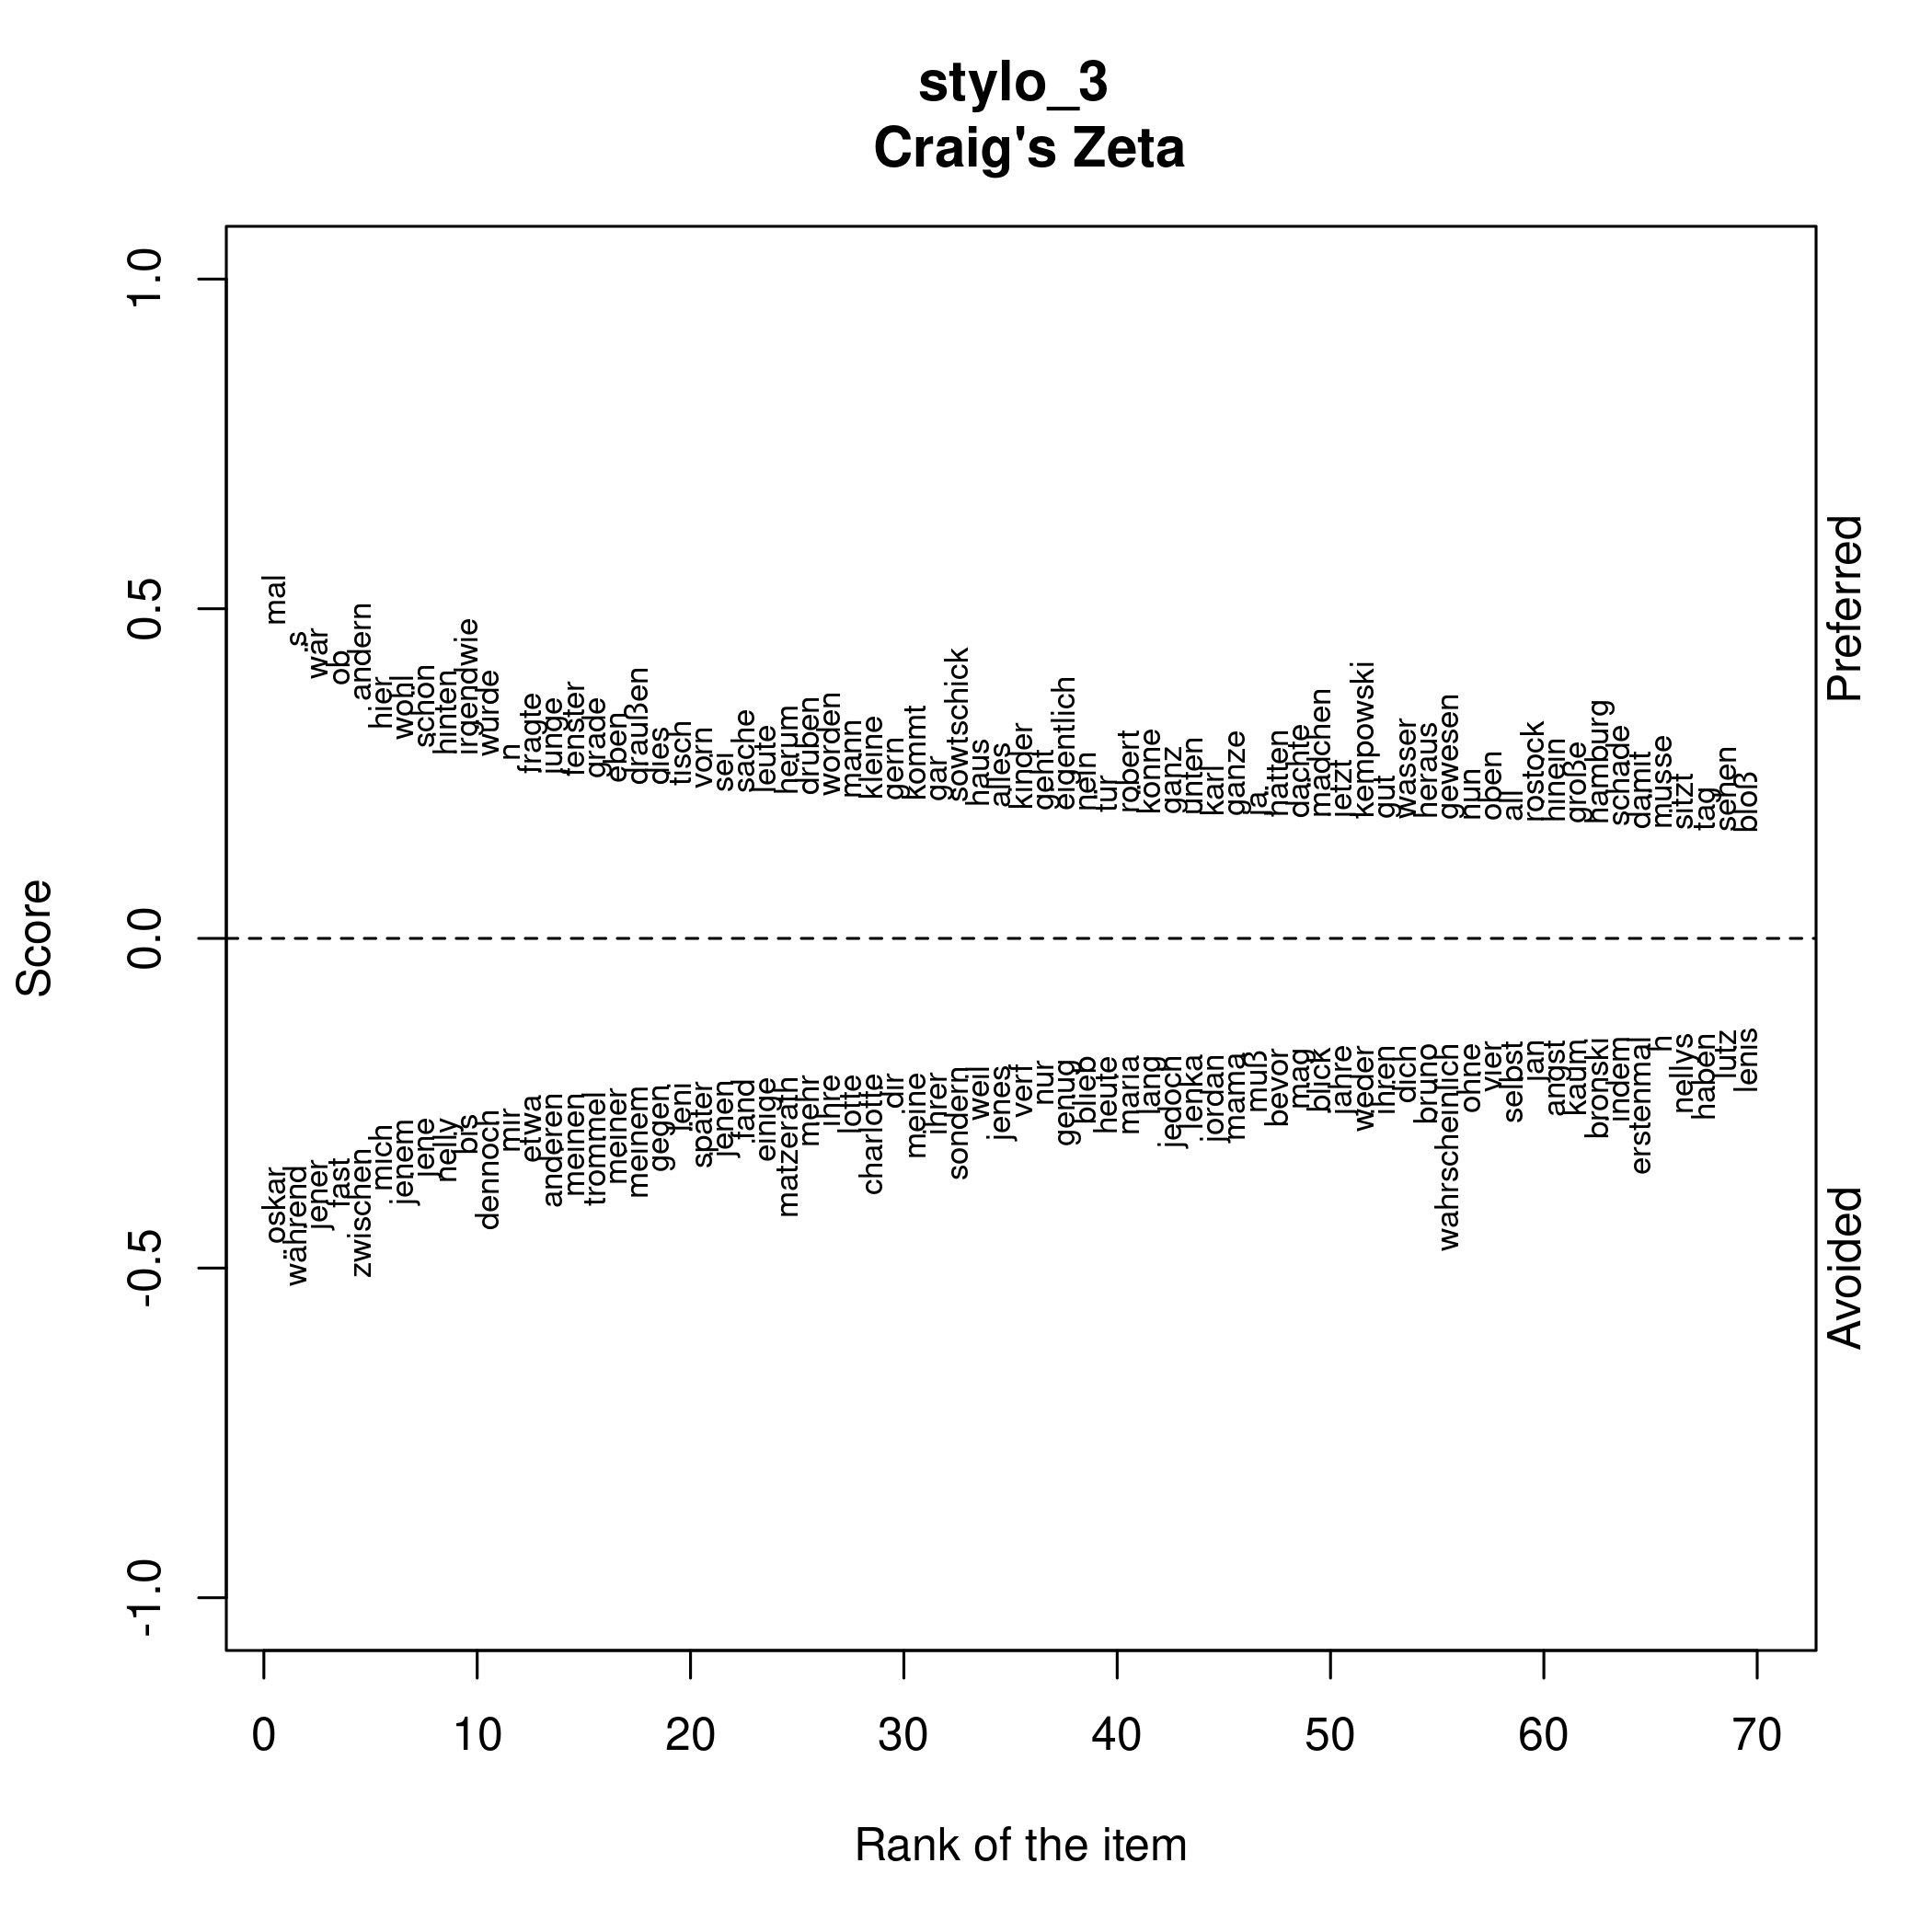 stylo_3
Craig's Zeta
Score
1.0
0.5
0.0
-0.5
-1.0
Preferred
Avoided
mal
s
wär
ob
andern
hier
wohl
schon
hinten
irgendwie
würde
n
fragte
junge
fenster
grade
eben
draußen
dies
tisch
vorn
sei
sache
leute
herum
drüben
worden
mann
kleine
gern
kommt
gar
sowtschick
haus
alles
kinder
geht
eigentlich
nein
tür
robert
könne
ganz
unten
karl
ganze
ja
hätten
dachte
mädchen
jetzt
kempowski
gut
wasser
heraus
gewesen
nun
oben
all
rostock
hinein
große
hamburg
schade
damit
müsse
sitzt
tag
sehen
bloß
oskar
während
jener
fast
zwischen
mich
jenem
jene
nelly
bis
dennoch
mir
etwa
anderen
meinen
trommel
meiner
meinem
gegen
leni
später
jenen
fand
einige
matzerath
mehr
ihre
lotte
charlotte
dir
meine
ihrer
sondern
weil
jenes
vert
nur
genug
blieb
heute
maria
lang
jedoch
lenka
jordan
mama
muß
bevor
mag
blick
jahre
weder
ihren
dich
bruno
wahrscheinlich
ohne
vier
selbst
jan
angst
kaum
bronski
indem
erstenmal
h
nellys
haben
lutz
lenis
0
10
20
30
40
50
60
70
Rank of the item